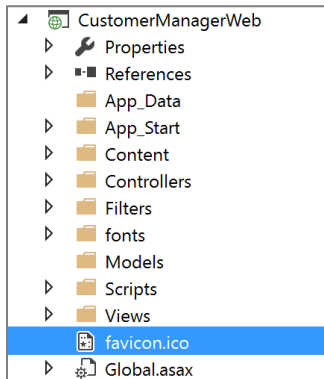 CustomerManagerWeb
Properties
References
App_Data
App_Start
Content
Controllers
Filters
fonts
Models
Scripts
Views
favicon.ico
Global.asax